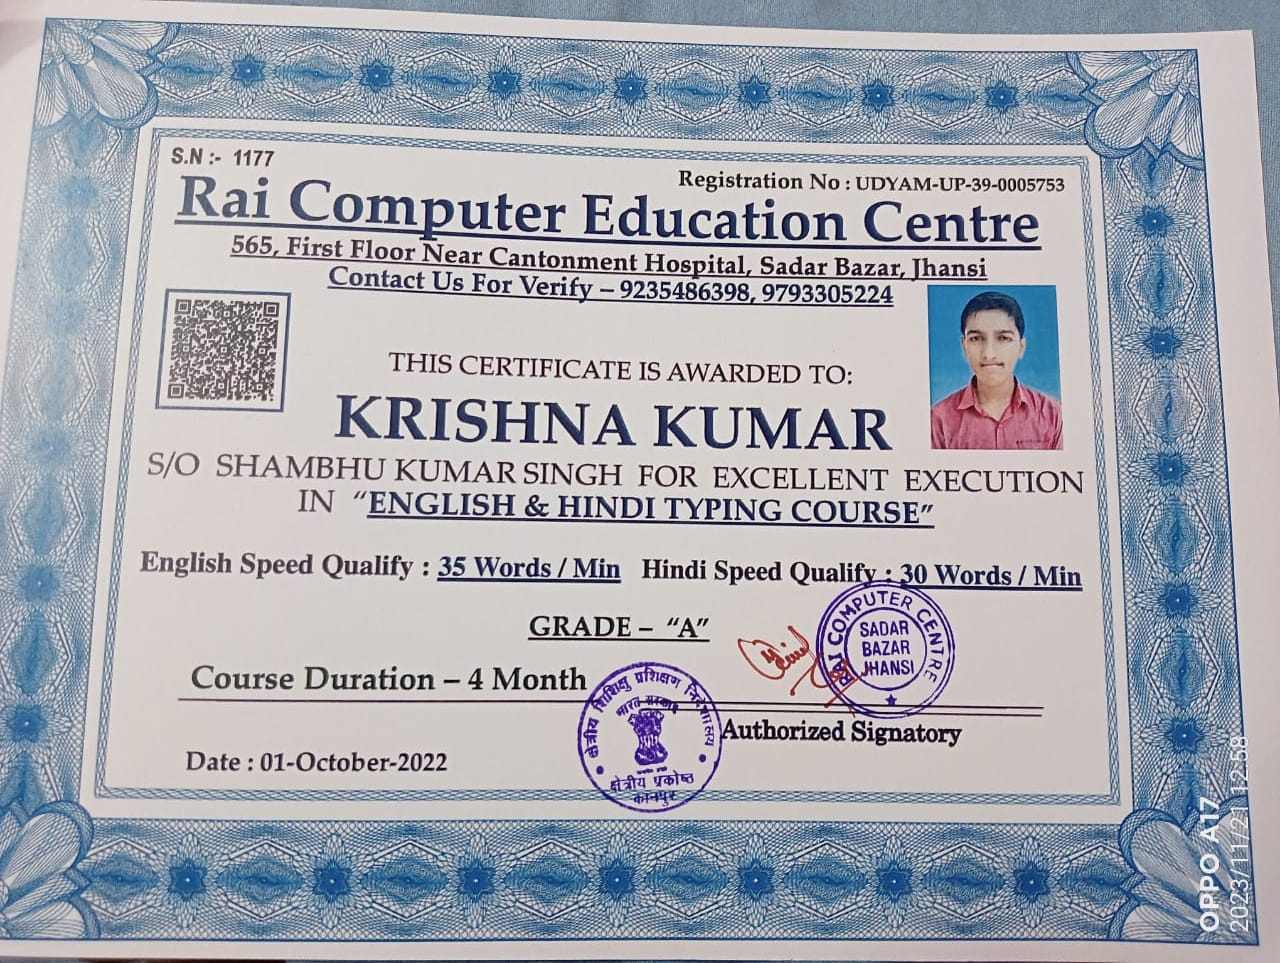 S.N :- 1177
Registration No : UDYAM-UP-39-0005753
Rai Computer Education Centre
565, First Floor Near Cantonment Hospital, Sadar Bazar, Jhansi
Contact Us For Verify – 9235486398, 9793305224
THIS CERTIFICATE IS AWARDED TO:
KRISHNA KUMAR
S/O SHAMBHU KUMAR SINGH FOR EXCELLENT EXECUTION
IN “ENGLISH & HINDI TYPING COURSE”
English Speed Qualify : 35 Words / Min Hindi Speed Qualify : 30 Words / Min
GRADE – “A”
RAI COMPUTER CENTRE
SADAR
BAZAR
JHANSI
Course Duration – 4 Month
क्षेत्रीय शिशिक्षु प्रशिक्षण निदेशालय
भारत सरकार
क्षेत्रीय प्रकोष्ठ
कानपुर
Authorized Signatory
Date : 01-October-2022
OPPO A17
2023/11/21 12:58